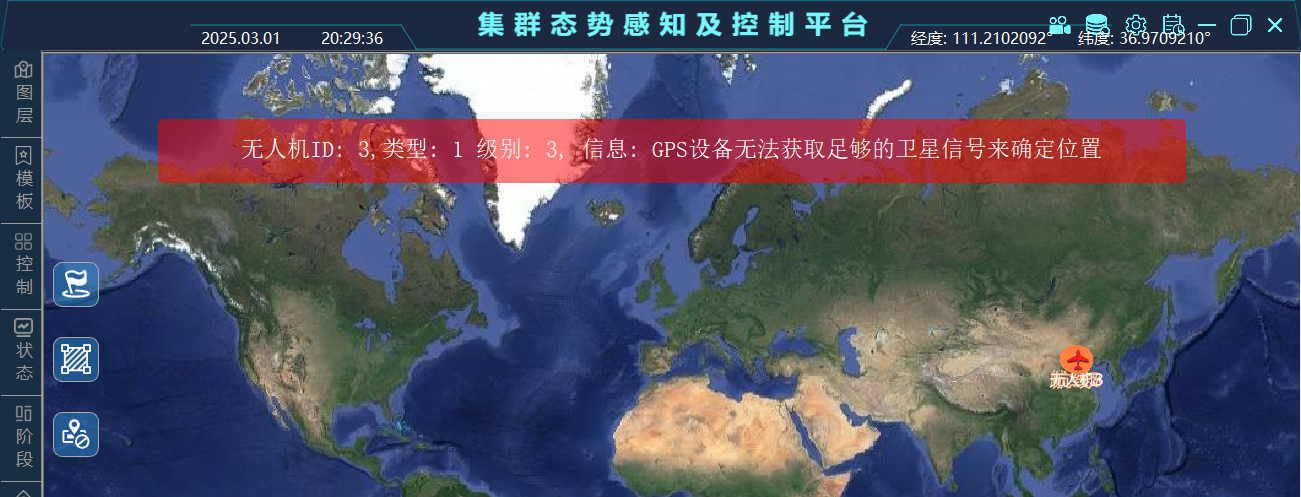 集群态势感知及控制平台
2025.03.01 20:29:36
经度: 111.2102092° 纬度: 36.9709210°
图层
模板
控制
状态
阶段
无人机ID: 3,类型: 1 级别: 3, 信息: GPS设备无法获取足够的卫星信号来确定位置